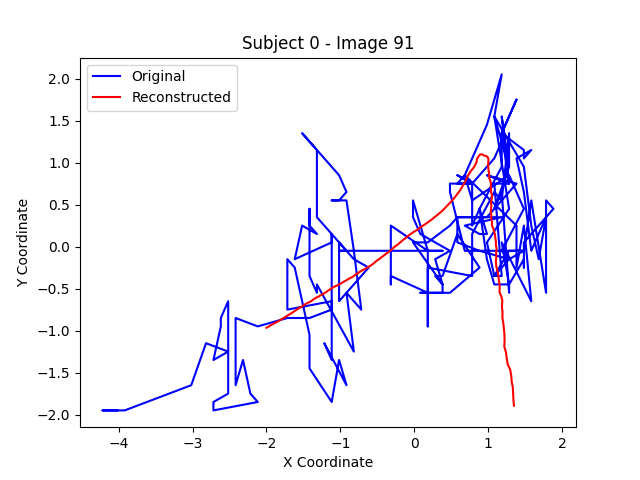 Subject 0 - Image 91
Original
Reconstructed
Y Coordinate
2.0
1.5
1.0
0.5
0.0
−0.5
−1.0
−1.5
−2.0
−4 −3 −2 −1 0 1 2
X Coordinate